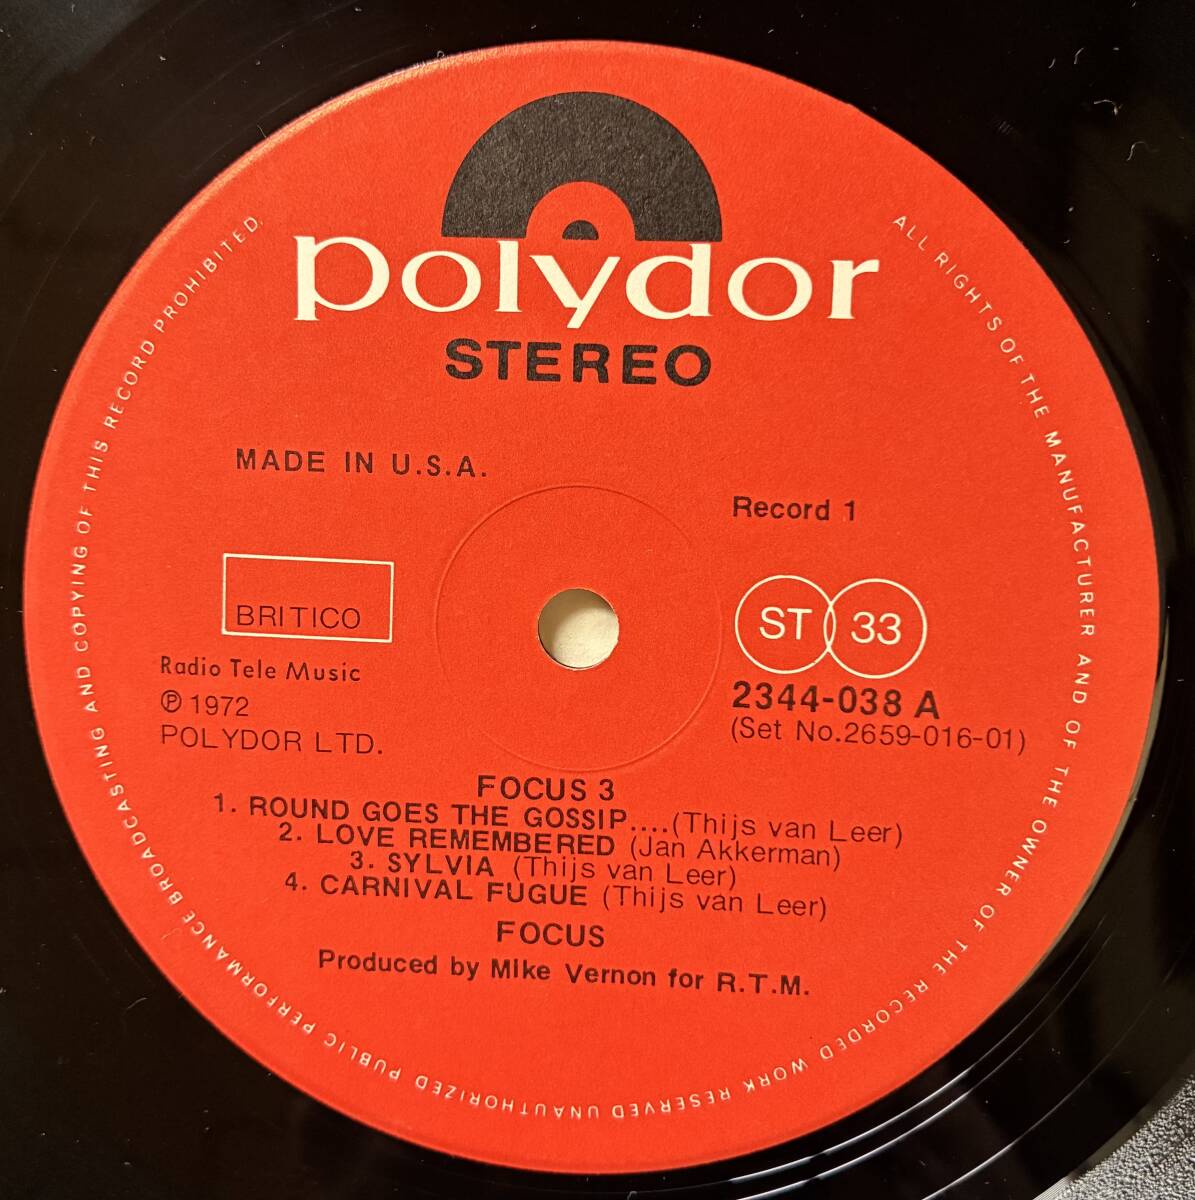 polydor
STEREO
MADE IN U.S.A.
Record 1
BRITICO
ST 33
Radio Tele Music
℗ 1972
POLYDOR LTD.
2344-038 A
(Set No.2659-016-01)
FOCUS 3
1. ROUND GOES THE GOSSIP....(Thijs van Leer)
2. LOVE REMEMBERED (Jan Akkerman)
3. SYLVIA (Thijs van Leer)
4. CARNIVAL FUGUE (Thijs van Leer)
FOCUS
Produced by MIke Vernon for R.T.M.
ALL RIGHTS OF THE MANUFACTURER AND OF THE OWNER OF THE RECORDED WORK RESERVED UNAUTHORIZED PUBLIC PERFORMANCE BROADCASTING AND COPYING OF THIS RECORD PROHIBITED.